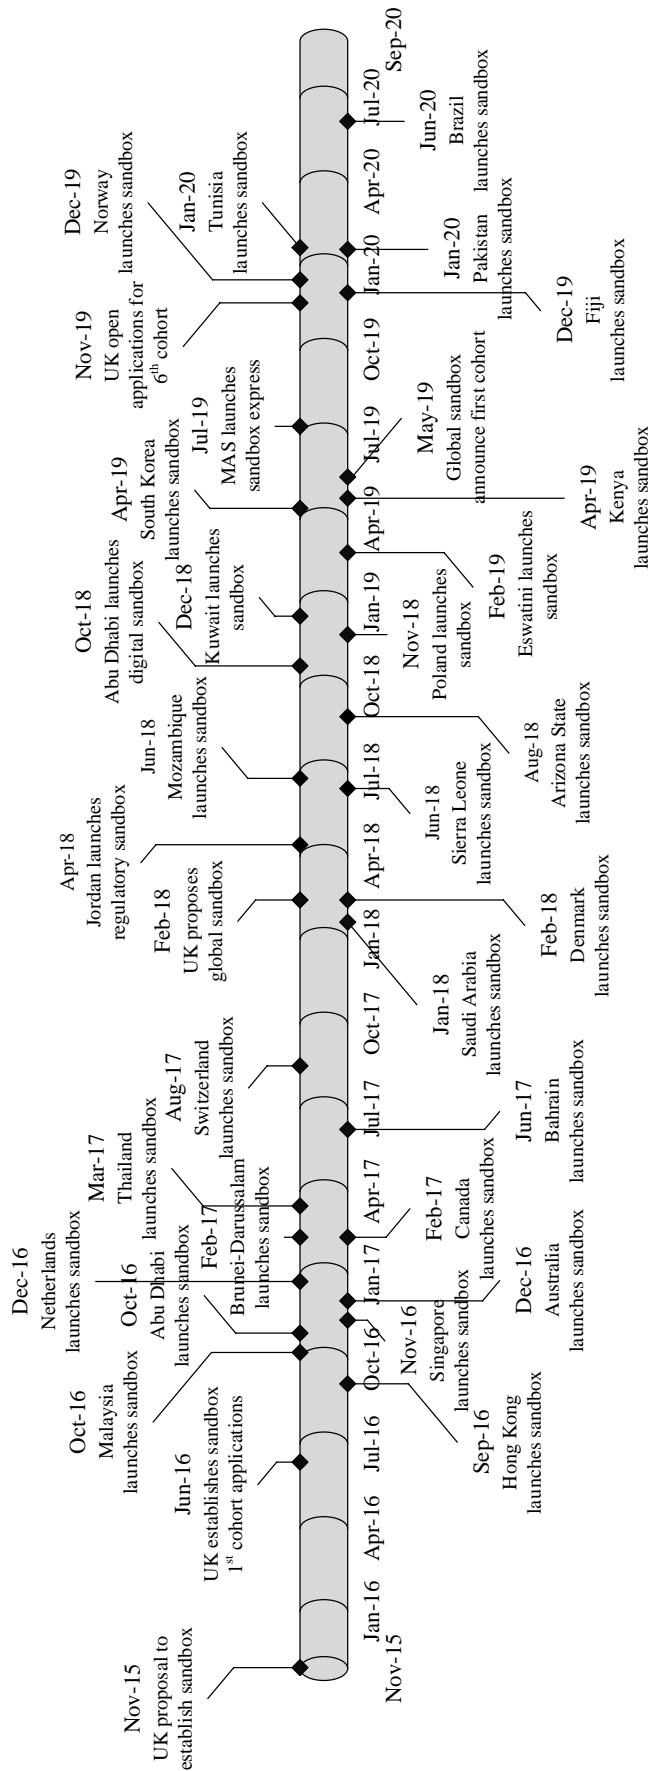 Nov-15
UK proposal to
establish sandbox
Jun-16
UK establishes sandbox
1st cohort applications
Oct-16
Malaysia
launches sandbox
Oct-16
Abu Dhabi
launches sandbox
Dec-16
Netherlands
launches sandbox
Feb-17
Brunei-Darussalam
launches sandbox
Mar-17
Thailand
launches sandbox
Aug-17
Switzerland
launches sandbox
Feb-18
UK proposes
global sandbox
Apr-18
Jordan launches
regulatory sandbox
Jun-18
Mozambique
launches sandbox
Oct-18
Abu Dhabi launches
digital sandbox
Dec-18
Kuwait launches
sandbox
Apr-19
South Korea
launches sandbox
Jul-19
MAS launches
sandbox express
Nov-19
UK open
applications for
6th cohort
Dec-19
Norway
launches sandbox
Jan-20
Tunisia
launches sandbox
Nov-15
Jan-16
Apr-16
Jul-16
Oct-16
Jan-17
Apr-17
Jul-17
Oct-17
Jan-18
Apr-18
Jul-18
Oct-18
Jan-19
Apr-19
Jul-19
Oct-19
Jan-20
Apr-20
Jul-20
Sep-20
Sep-16
Hong Kong
launches sandbox
Nov-16
Singapore
launches sandbox
Dec-16
Australia
launches sandbox
Feb-17
Canada
launches sandbox
Jun-17
Bahrain
launches sandbox
Jan-18
Saudi Arabia
launches sandbox
Feb-18
Denmark
launches sandbox
Jun-18
Sierra Leone
launches sandbox
Aug-18
Arizona State
launches sandbox
Nov-18
Poland launches
sandbox
Feb-19
Eswatini launches
sandbox
Apr-19
Kenya
launches sandbox
May-19
Global sandbox
announce first cohort
Dec-19
Fiji
launches sandbox
Jan-20
Pakistan
launches sandbox
Jun-20
Brazil
launches sandbox